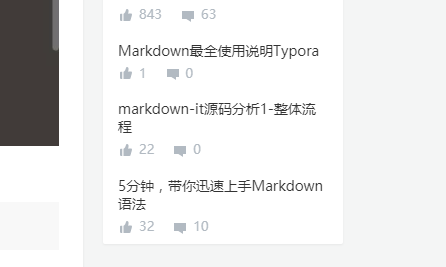 843 63
Markdown最全使用说明Typora
1 0
markdown-it源码分析1-整体流
程
22 0
5分钟，带你迅速上手Markdown
语法
32 10